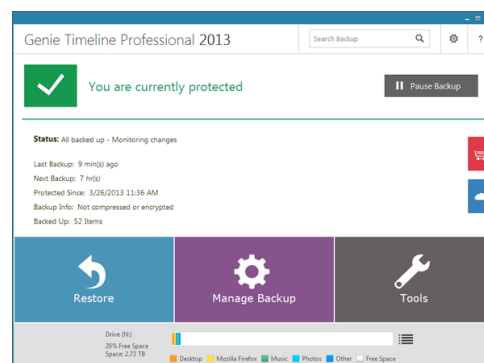 Genie Timeline Professional 2013
Search Backup
?
You are currently protected
Pause Backup
Status: All backed up - Monitoring changes
Last Backup: 9 min(s) ago
Next Backup: 7 hr(s)
Protected Since: 3/26/2013 11:36 AM
Backup Info: Not compressed or encrypted
Backed Up: 52 Items
Restore
Manage Backup
Tools
Drive (N:)
29% Free Space
Space: 2.73 TB
Desktop Mozilla Firefox Music Photos Other Free Space